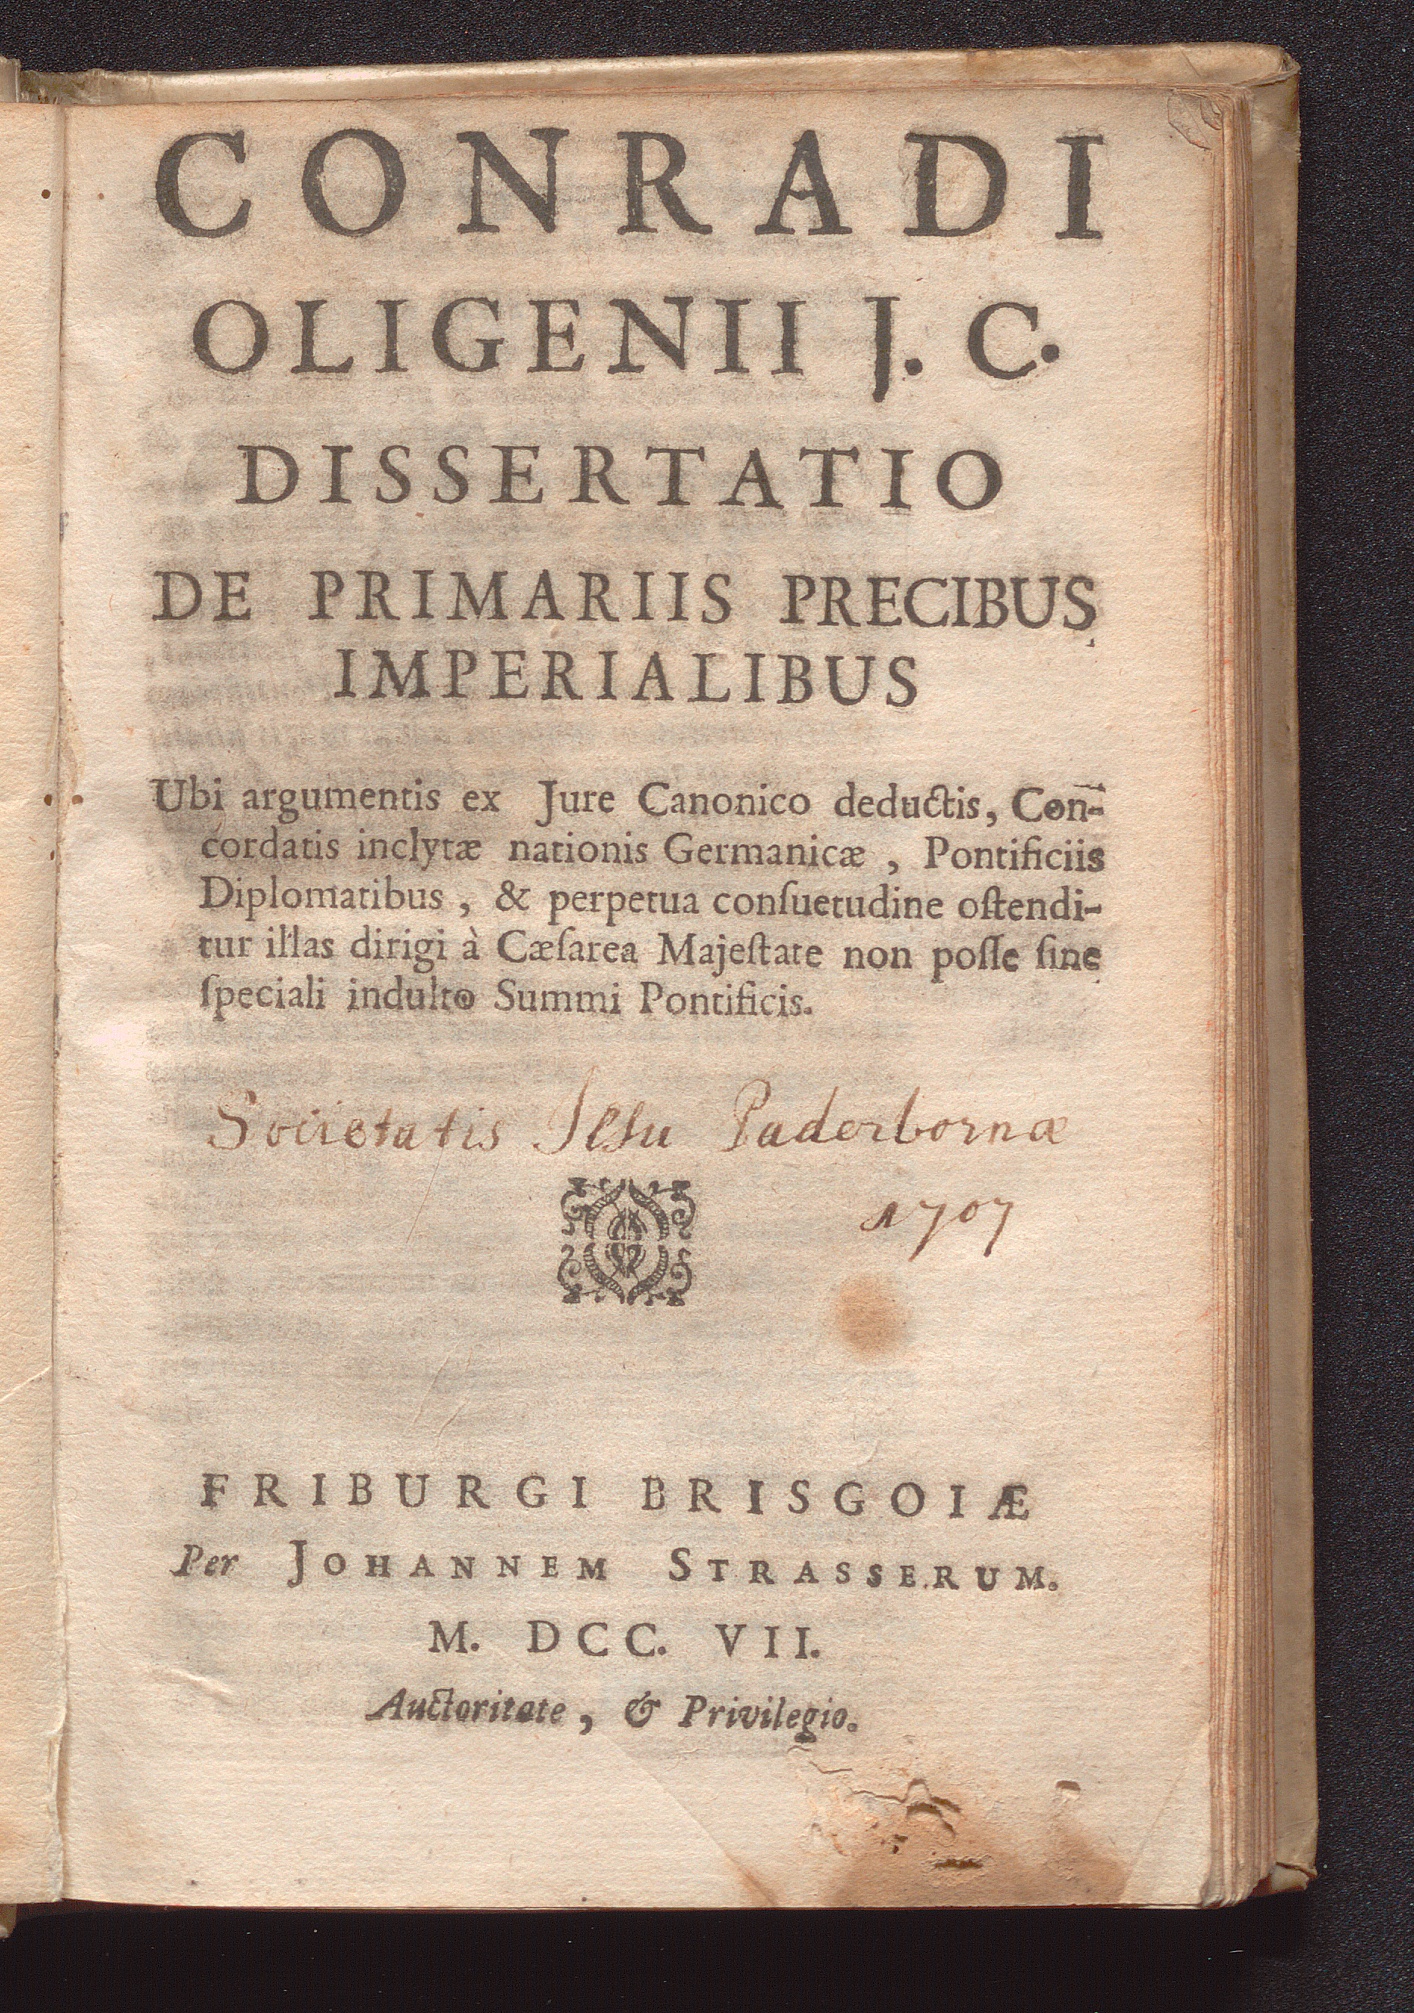 CONRADI
OLIGENII J. C.
DISSERTATIO
DE PRIMARIIS PRECIBUS
IMPERIALIBUS
Ubi argumentis ex Jure Canonico deductis, Con-
cordatis inclytæ nationis Germanicæ , Pontificiis
Diplomatibus , & perpetua conſuetudine oſtendi-
tur illas dirigi à Cæſarea Majeſtate non poſſe ſine
ſpeciali indulto Summi Pontificis.
Societatis Jesu Paderbornæ
1707
FRIBURGI BRISGOIÆ
Per JOHANNEM STRASSERUM.
M. DCC. VII.
Auctoritate , & Privilegio.